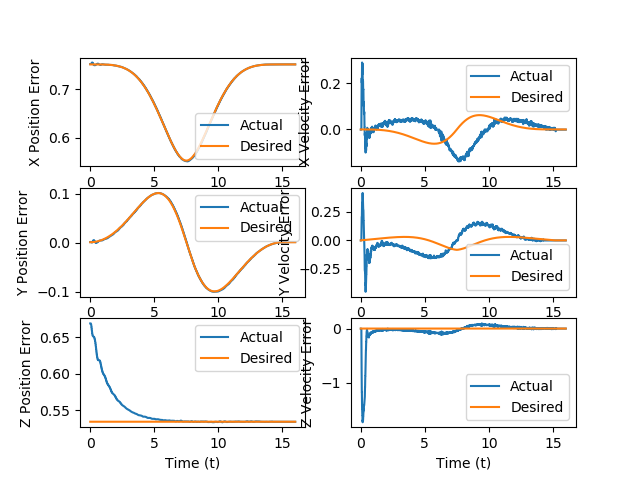 X Position Error
0.7
0.6
Actual
Desired
0
5
10
15
X Velocity Error
0.2
0.0
Actual
Desired
0
5
10
15
Y Position Error
0.1
0.0
−0.1
Actual
Desired
0
5
10
15
Y Velocity Error
0.25
0.00
−0.25
Actual
Desired
0
5
10
15
Z Position Error
0.65
0.60
0.55
Actual
Desired
0
5
10
15
Time (t)
Z Velocity Error
0
−1
Actual
Desired
0
5
10
15
Time (t)